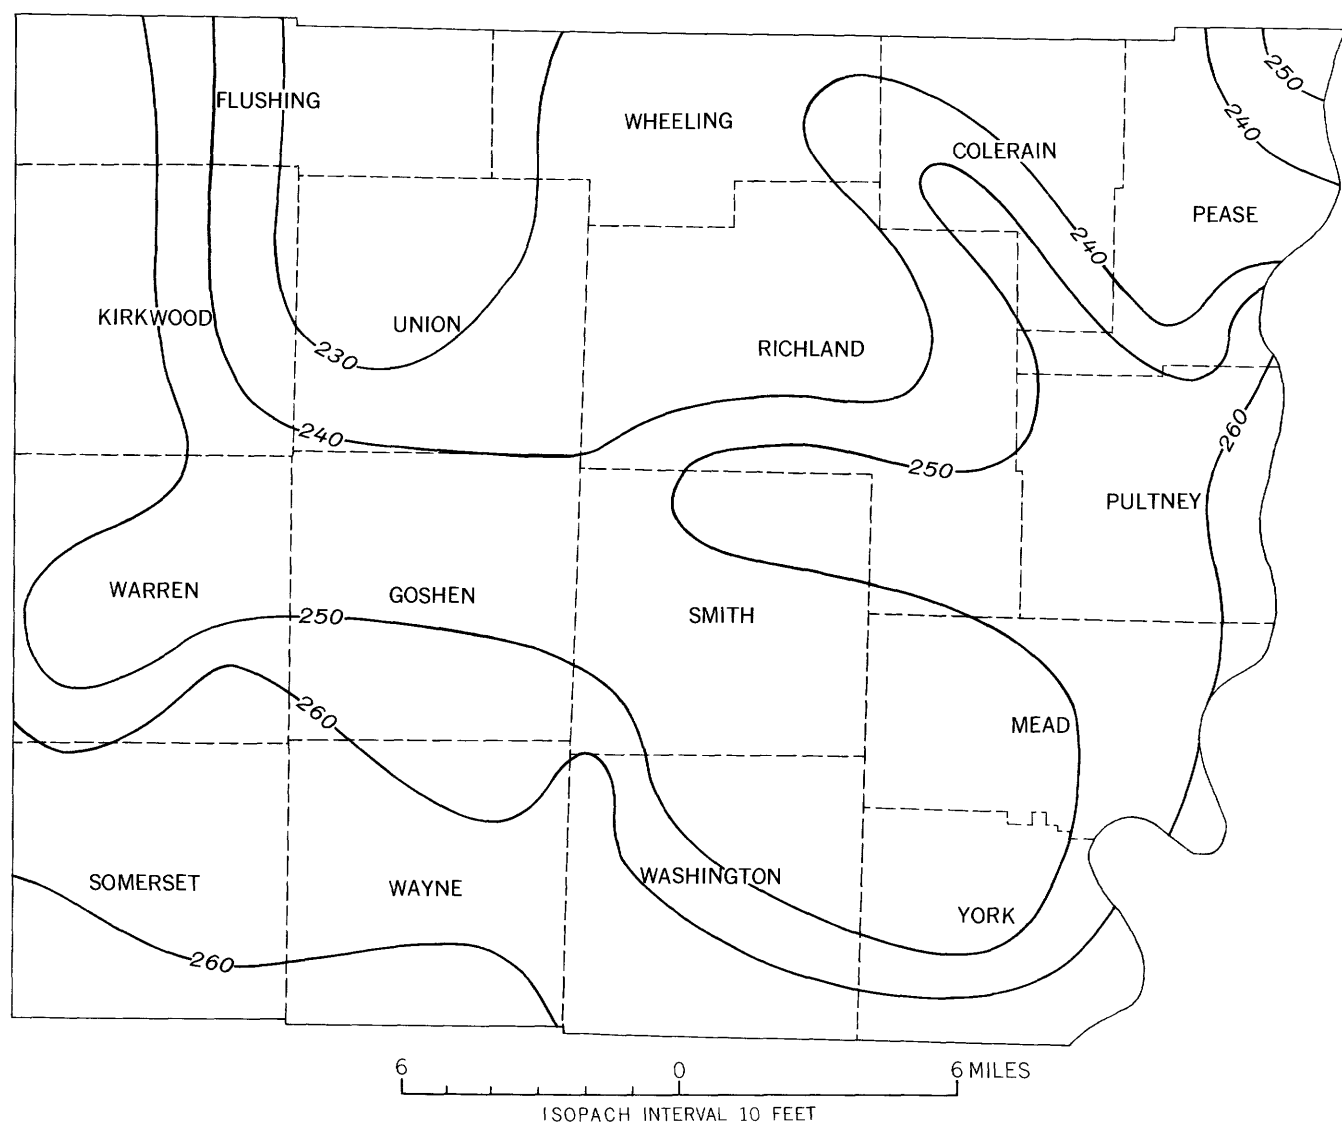 250
FLUSHING
240
WHEELING
COLERAIN
PEASE
240
KIRKWOOD
UNION
230
RICHLAND
240
260
250
PULTNEY
WARREN
GOSHEN
250
SMITH
260
MEAD
SOMERSET
WAYNE
WASHINGTON
YORK
260
6 0 6 MILES
ISOPACH INTERVAL 10 FEET